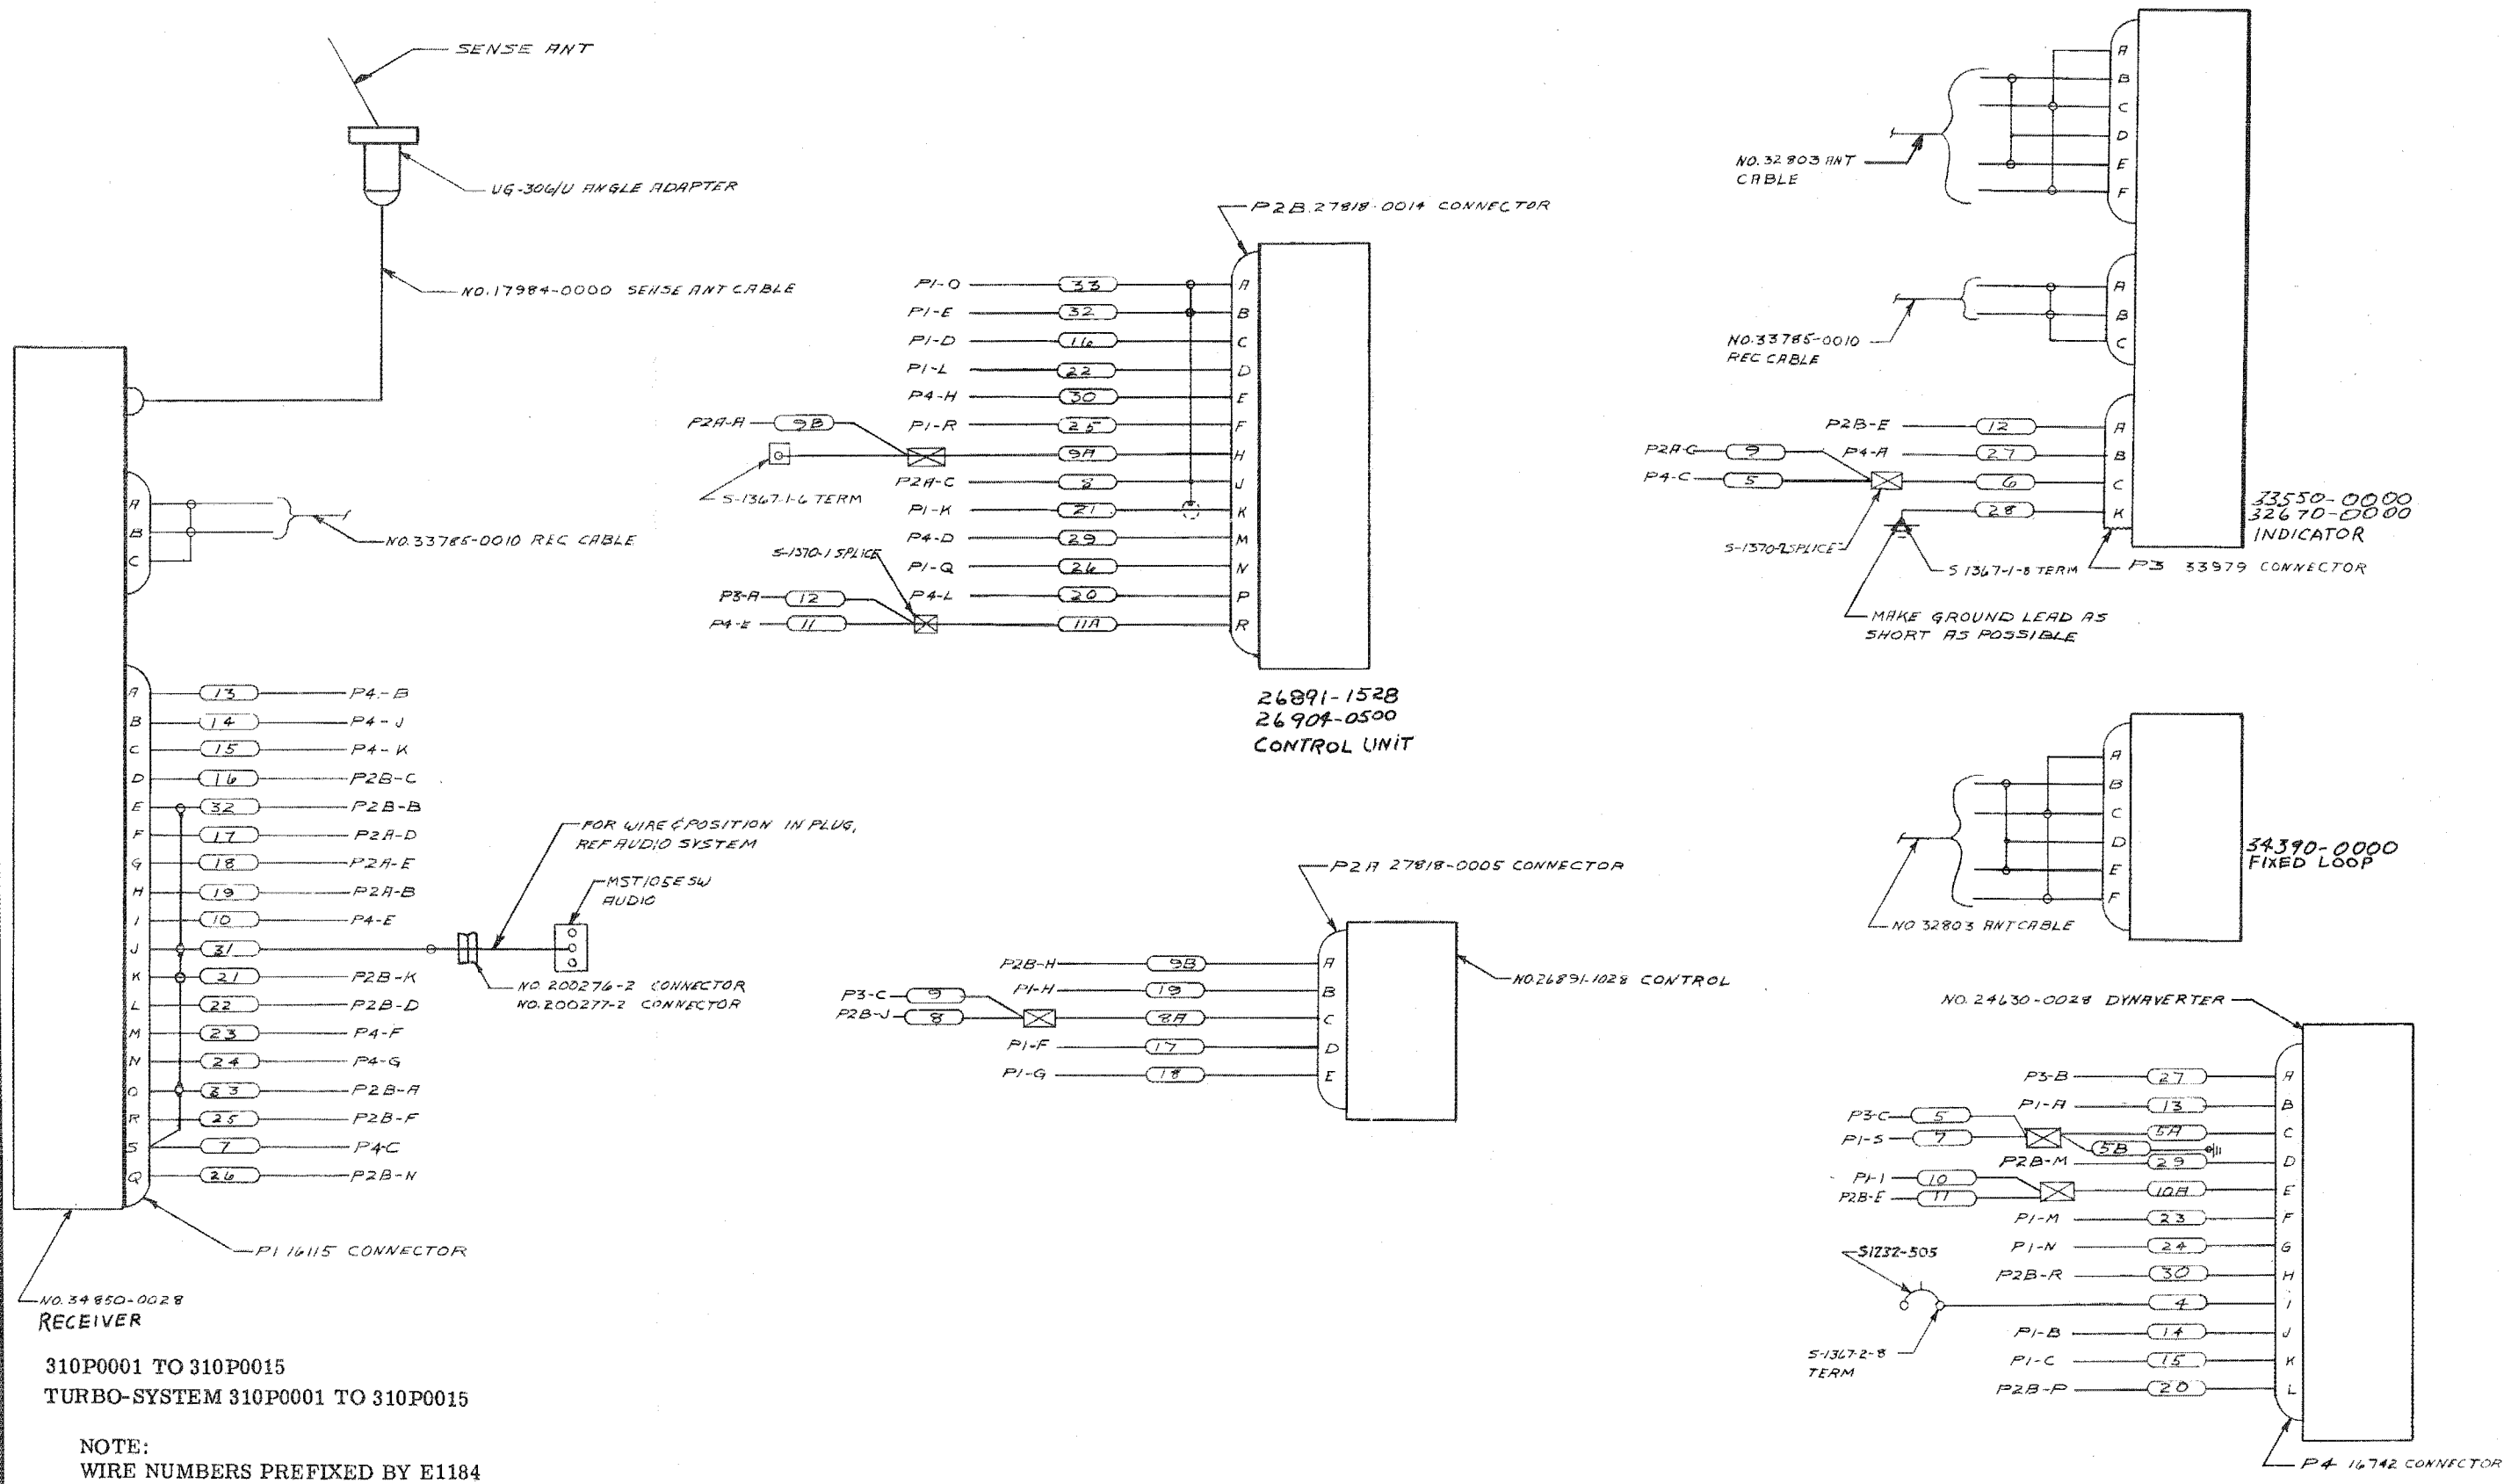 SENSE ANT
UG-306/U ANGLE ADAPTER
NO.17984-0000 SENSE ANT CABLE
A
B
C
NO.33785-0010 REC CABLE
A 13 P4-B
B 14 P4-J
C 15 P4-K
D 16 P2B-C
E 32 P2B-B
F 17 P2A-D
G 18 P2A-E
H 19 P2A-B
I 10 P4-E
J 31
K 21 P2B-K
L 22 P2B-D
M 23 P4-F
N 24 P4-G
O 33 P2B-A
R 25 P2B-F
S 7 P4-C
Q 26 P2B-N
P1 16115 CONNECTOR
NO.34850-0028
RECEIVER
FOR WIRE & POSITION IN PLUG,
REF AUDIO SYSTEM
MST105E SW
AUDIO
NO.200276-2 CONNECTOR
NO.200277-2 CONNECTOR
310P0001 TO 310P0015
TURBO-SYSTEM 310P0001 TO 310P0015
NOTE:
WIRE NUMBERS PREFIXED BY E1184
P2B.27818-0014 CONNECTOR
P1-O 33 A
P1-E 32 B
P1-D 16 C
P1-L 22 D
P4-H 30 E
P1-R 25 F
P2A-A 9B
9A H
S-1367-1-6 TERM
P2A-C 8 J
P1-K 21 K
P4-D 29 M
S-1370-1 SPLICE
P1-Q 26 N
P4-L 20 P
P3-A 12
P4-E 11 11A R
26891-1528
26904-0500
CONTROL UNIT
P2A 27818-0005 CONNECTOR
P2B-H 9B A
P1-H 19 B
P3-C 9
P2B-J 8 8A C
P1-F 17 D
P1-G 18 E
NO.26891-1028 CONTROL
A
B
C
D
E
F
NO.32803 ANT
CABLE
A
B
C
NO.33785-0010
REC CABLE
P2B-E 12 A
P2A-C 9 P4-A 27 B
P4-C 5 6 C
28 K
S-1370-2 SPLICE
S1367-1-8 TERM
P3 33979 CONNECTOR
MAKE GROUND LEAD AS
SHORT AS POSSIBLE
33550-0000
32670-0000
INDICATOR
A
B
C
D
E
F
NO 32803 ANT CABLE
34390-0000
FIXED LOOP
NO.24630-0028 DYNAVERTER
P3-B 27 A
P1-A 13 B
P3-C 5
P1-S 7 5A C
5B
P2B-M 29 D
P1-I 10
P2B-E 11 10A E
P1-M 23 F
P1-N 24 G
P2B-R 30 H
S1232-505
4 I
S-1367-2-8
TERM
P1-B 14 J
P1-C 15 K
P2B-P 20 L
P4 16742 CONNECTOR